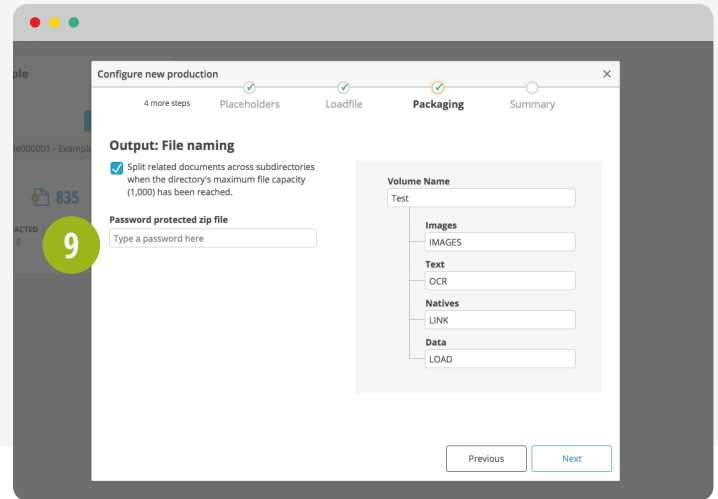 ple
Configure new production
4 more steps
Placeholders
Loadfile
Packaging
Summary
le000001 - Example
835
ACTED
0
9
Output: File naming
Split related documents across subdirectories
when the directory's maximum file capacity
(1,000) has been reached.
Password protected zip file
Type a password here
Volume Name
Test
Images
IMAGES
Text
OCR
Natives
LINK
Data
LOAD
Previous
Next